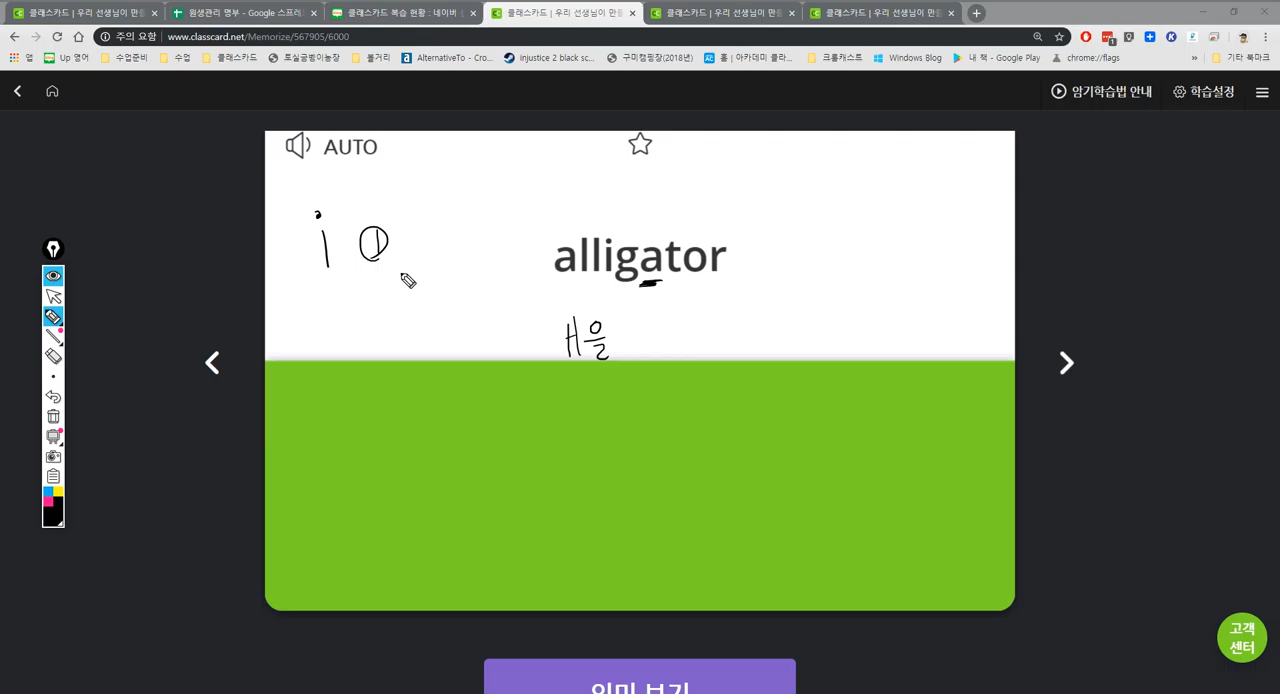 클래스카드 | 우리 선생님이 만든
원생관리 명부 - Google 스프레
클래스카드 복습 현황 : 네이버
클래스카드 | 우리 선생님이 만든
클래스카드 | 우리 선생님이 만든
클래스카드 | 우리 선생님이 만든
주의 요함 www.classcard.net/Memorize/567905/6000
앱 Up 영어 수업준비 수업 클래스카드 토실공방이농장 볼거리 AlternativeTo - Cro... Injustice 2 black sc... 구미캠핑장(2018년) 홈 | 아카데미 클라... 크롬캐스트 Windows Blog 내 책 - Google Play chrome://flags » 기타 북마크
암기학습법 안내 학습설정
AUTO
i ①
alligator
ㅐ을
고객
센터
의미 보기